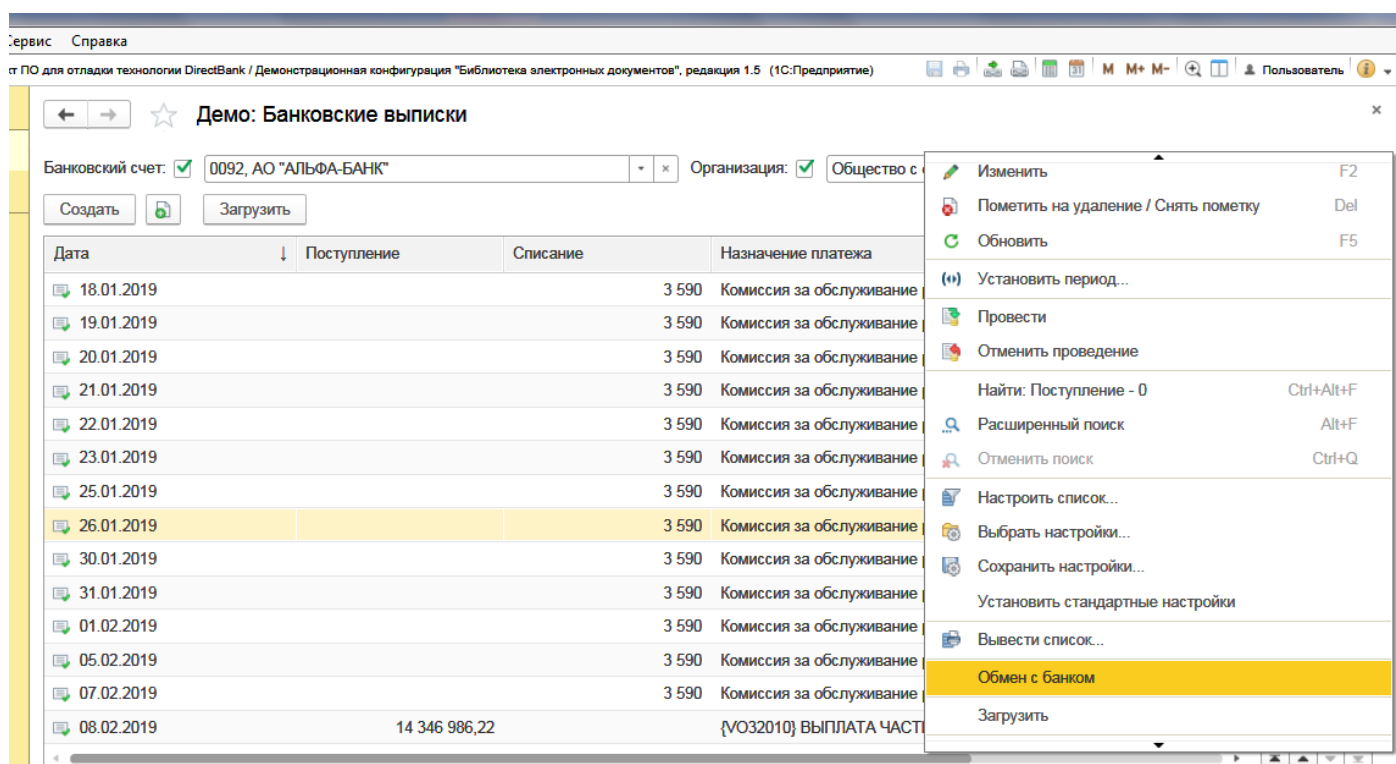 Сервис Справка
кт ПО для отладки технологии DirectBank / Демонстрационная конфигурация "Библиотека электронных документов", редакция 1.5 (1С:Предприятие) 31 M M+ M- Пользователь
Демо: Банковские выписки
Банковский счет: 0092, АО "АЛЬФА-БАНК" Организация: Общество с
Создать Загрузить
Дата Поступление Списание Назначение платежа
18.01.2019 3 590 Комиссия за обслуживание
19.01.2019 3 590 Комиссия за обслуживание
20.01.2019 3 590 Комиссия за обслуживание
21.01.2019 3 590 Комиссия за обслуживание
22.01.2019 3 590 Комиссия за обслуживание
23.01.2019 3 590 Комиссия за обслуживание
25.01.2019 3 590 Комиссия за обслуживание
26.01.2019 3 590 Комиссия за обслуживание
30.01.2019 3 590 Комиссия за обслуживание
31.01.2019 3 590 Комиссия за обслуживание
01.02.2019 3 590 Комиссия за обслуживание
05.02.2019 3 590 Комиссия за обслуживание
07.02.2019 3 590 Комиссия за обслуживание
08.02.2019 14 346 986,22 {VO32010} ВЫПЛАТА ЧАСТИ
Изменить F2
Пометить на удаление / Снять пометку Del
Обновить F5
Установить период...
Провести
Отменить проведение
Найти: Поступление - 0 Ctrl+Alt+F
Расширенный поиск Alt+F
Отменить поиск Ctrl+Q
Настроить список...
Выбрать настройки...
Сохранить настройки...
Установить стандартные настройки
Вывести список...
Обмен с банком
Загрузить